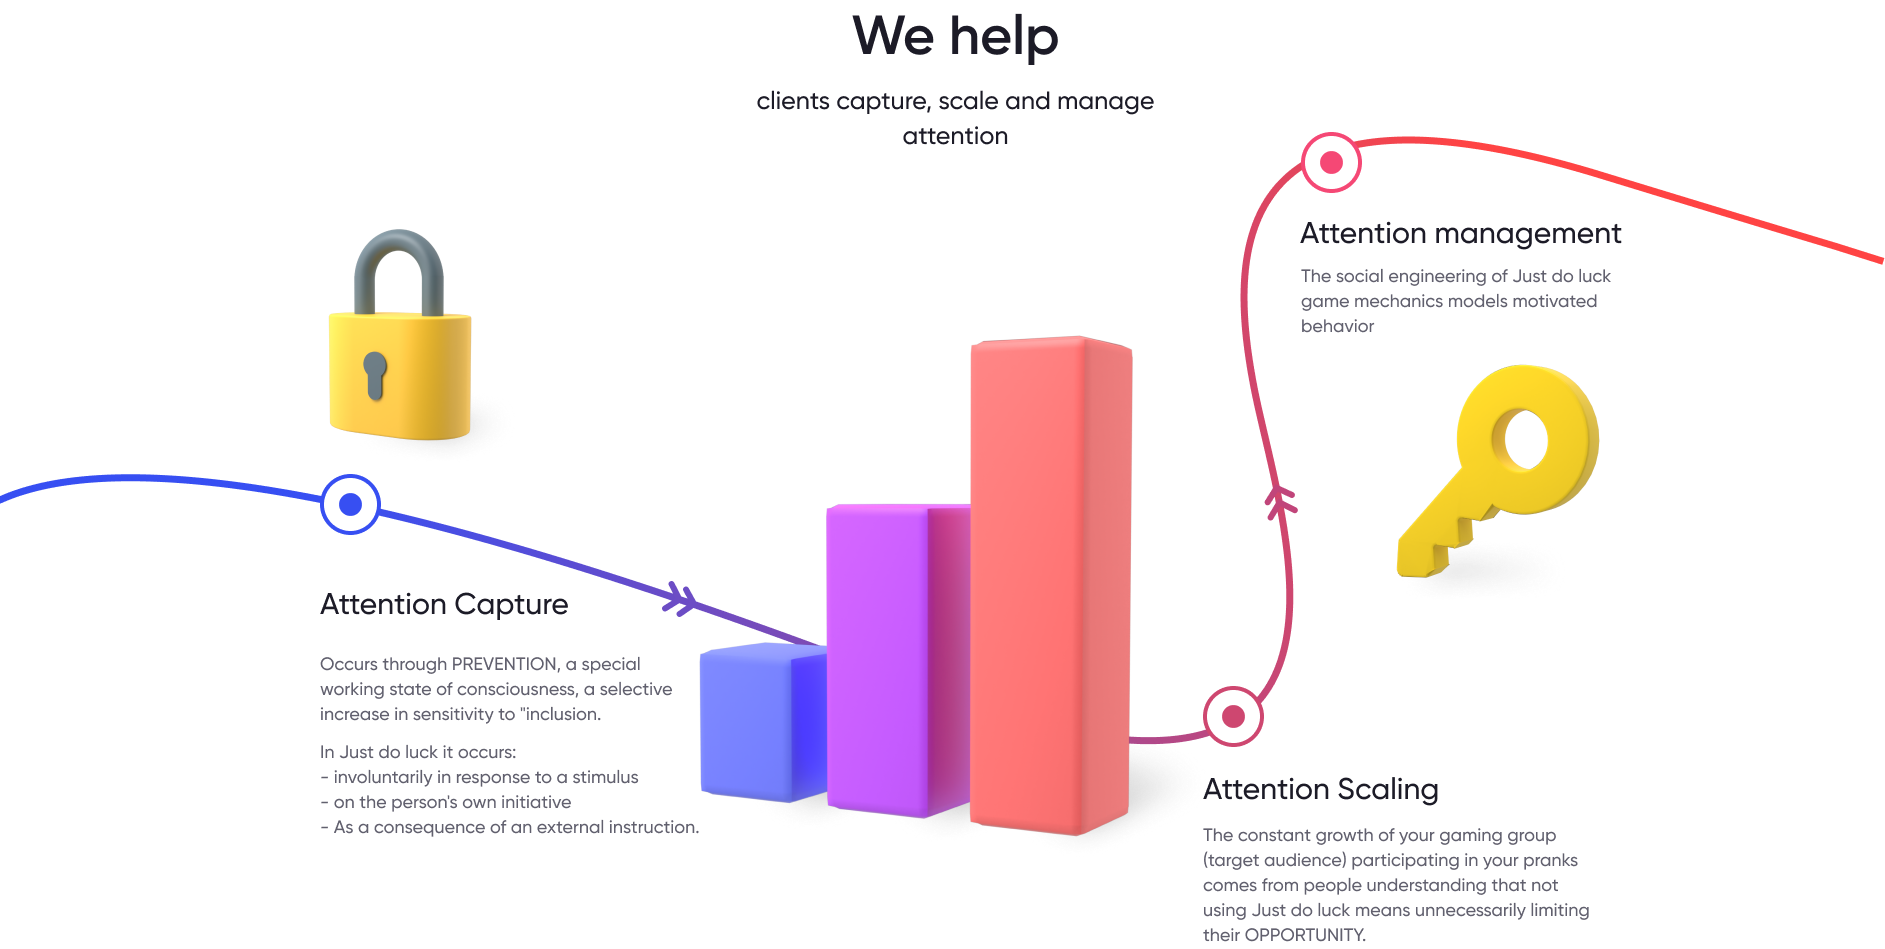 We help
clients capture, scale and manage
attention
Attention management
The social engineering of Just do luck
game mechanics models motivated
behavior
Attention Capture
Occurs through PREVENTION, a special
working state of consciousness, a selective
increase in sensitivity to "inclusion.
In Just do luck it occurs:
- involuntarily in response to a stimulus
- on the person's own initiative
- As a consequence of an external instruction.
Attention Scaling
The constant growth of your gaming group
(target audience) participating in your pranks
comes from people understanding that not
using Just do luck means unnecessarily limiting
their OPPORTUNITY.